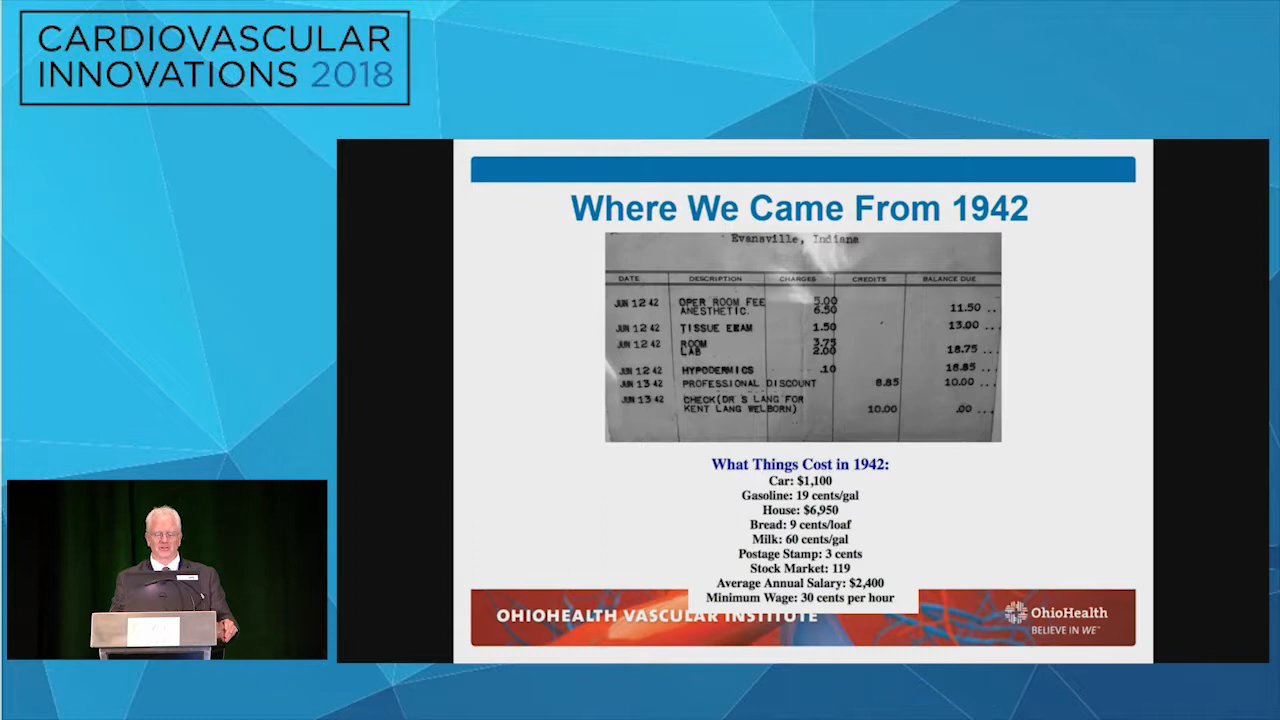 CARDIOVASCULAR
INNOVATIONS 2018
Where We Came From 1942
Evansville, Indiana
DATE DESCRIPTION CHARGES CREDITS BALANCE DUE
JUN 12 42 OPER ROOM FEE 5.00
ANESTHETIC. 6.50 11.50 ..
JUN 12 42 TISSUE EXAM 1.50 13.00 ...
JUN 12 42 ROOM 3.75
LAB 2.00 18.75 ...
JUN 12 42 HYPODERMICS .10 18.85 ...
JUN 13 42 PROFESSIONAL DISCOUNT 8.85 10.00 ...
JUN 13 42 CHECK(DR S LANG FOR
KENT LANG WELBORN) 10.00 .00 ...
What Things Cost in 1942:
Car: $1,100
Gasoline: 19 cents/gal
House: $6,950
Bread: 9 cents/loaf
Milk: 60 cents/gal
Postage Stamp: 3 cents
Stock Market: 119
Average Annual Salary: $2,400
Minimum Wage: 30 cents per hour
OHIOHEALTH VASCULAR INSTITUTE
OhioHealth
BELIEVE IN WE℠